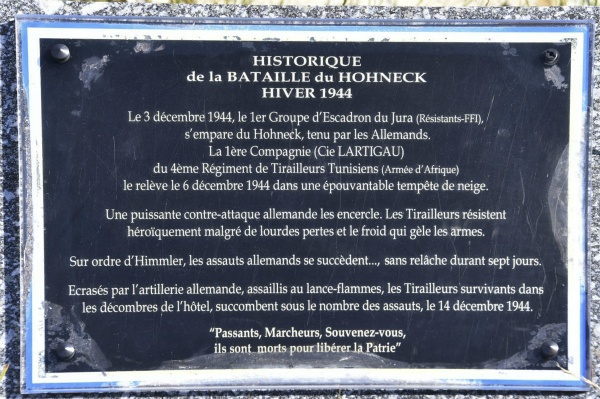 HISTORIQUE
de la BATAILLE du HOHNECK
HIVER 1944
Le 3 décembre 1944, le 1er Groupe d'Escadron du Jura (Résistants-FFI),
s'empare du Hohneck, tenu par les Allemands.
La 1ère Compagnie (Cie LARTIGAU)
du 4ème Régiment de Tirailleurs Tunisiens (Armée d'Afrique)
le relève le 6 décembre 1944 dans une épouvantable tempête de neige.
Une puissante contre-attaque allemande les encercle. Les Tirailleurs résistent
héroïquement malgré de lourdes pertes et le froid qui gèle les armes.
Sur ordre d'Himmler, les assauts allemands se succèdent..., sans relâche durant sept jours.
Ecrasés par l'artillerie allemande, assaillis au lance-flammes, les Tirailleurs survivants dans
les décombres de l'hôtel, succombent sous le nombre des assauts, le 14 décembre 1944.
"Passants, Marcheurs, Souvenez-vous,
ils sont morts pour libérer la Patrie"